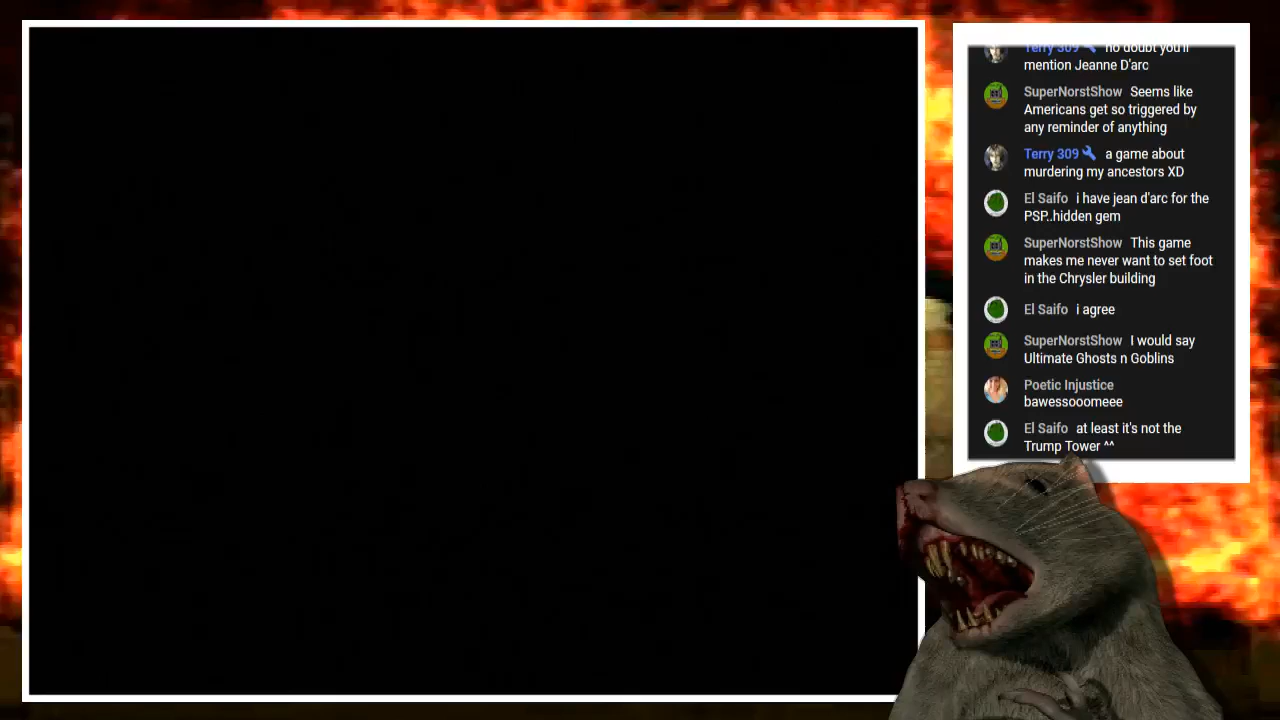 Terry 309 no doubt you'll
mention Jeanne D'arc
SuperNorstShow Seems like
Americans get so triggered by
any reminder of anything
Terry 309 a game about
murdering my ancestors XD
El Saifo i have jean d'arc for the
PSP..hidden gem
SuperNorstShow This game
makes me never want to set foot
in the Chrysler building
El Saifo i agree
SuperNorstShow I would say
Ultimate Ghosts n Goblins
Poetic Injustice
bawessooomeee
El Saifo at least it's not the
Trump Tower ^^